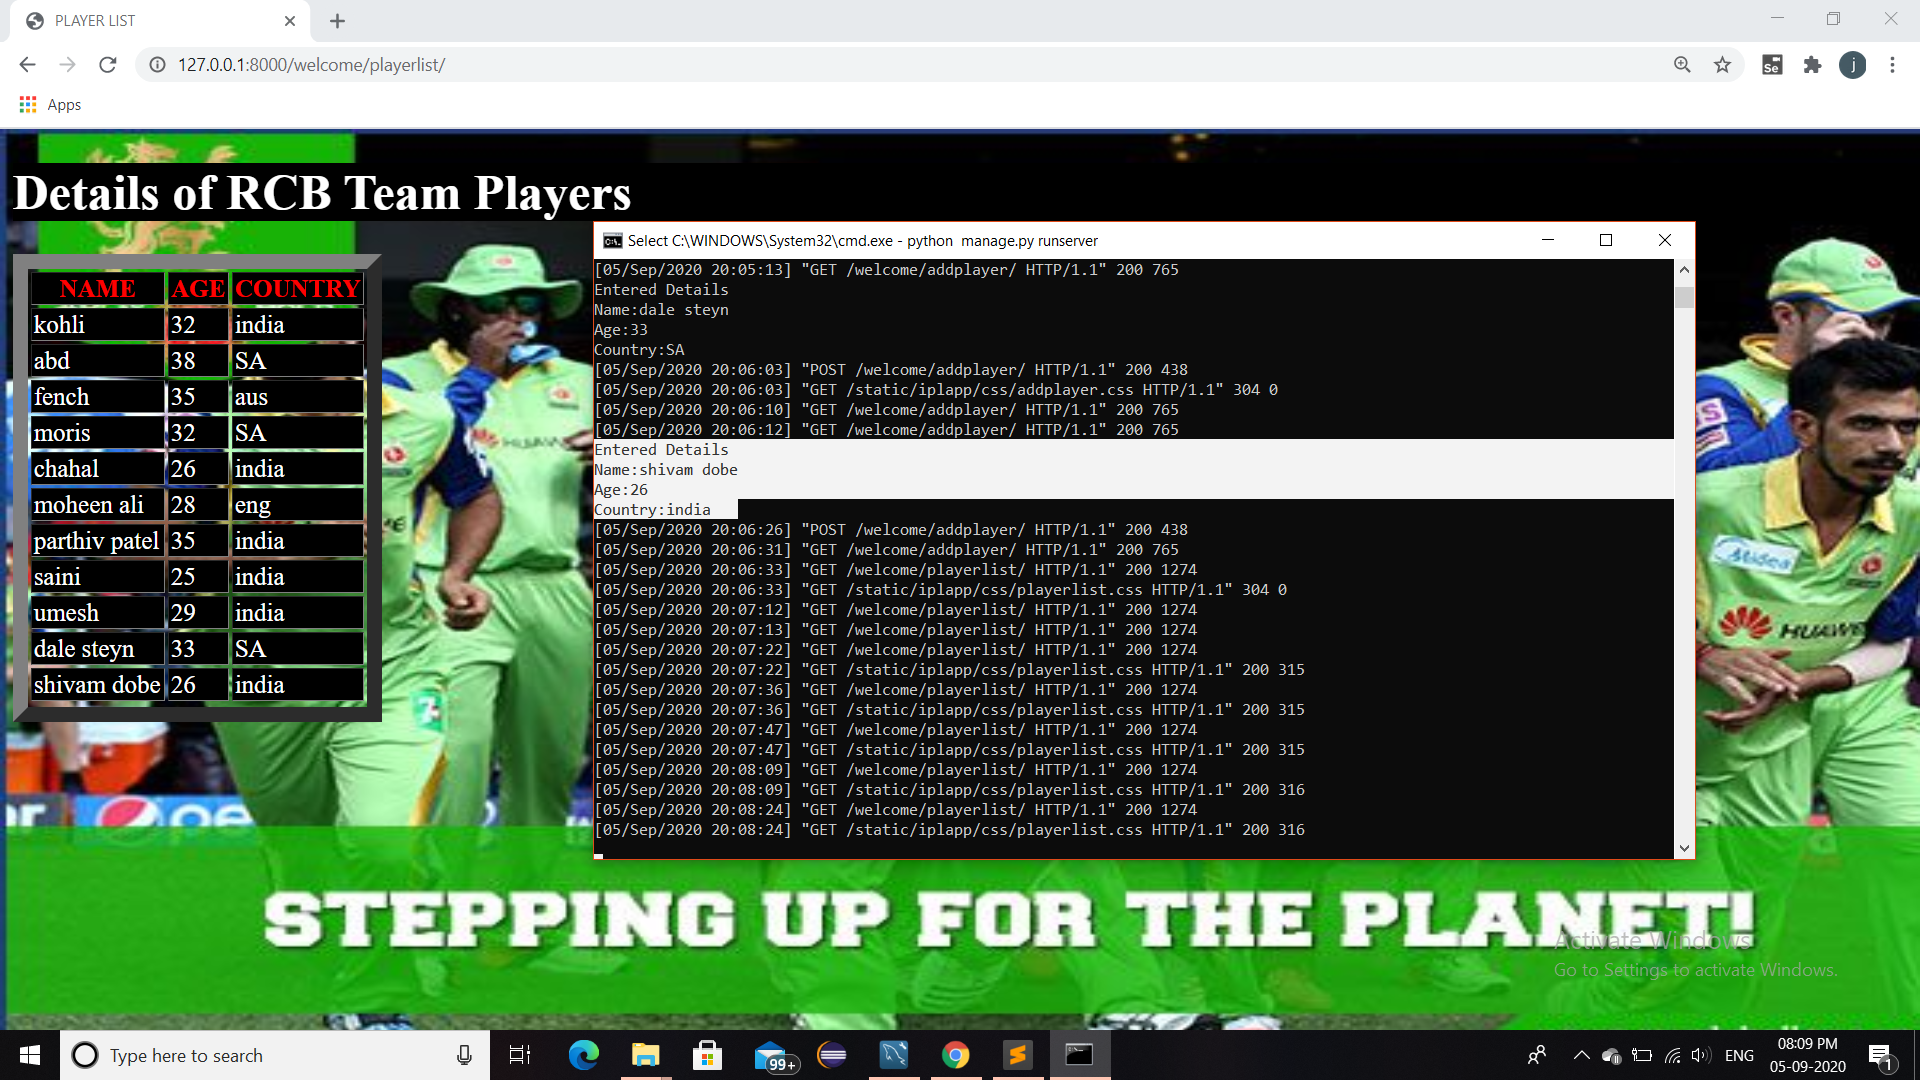 PLAYER LIST
127.0.0.1:8000/welcome/playerlist/
Se
j
Apps
Details of RCB Team Players
NAME AGE COUNTRY
kohli 32 india
abd 38 SA
fench 35 aus
moris 32 SA
chahal 26 india
moheen ali 28 eng
parthiv patel 35 india
saini 25 india
umesh 29 india
dale steyn 33 SA
shivam dobe 26 india
Select C:\WINDOWS\System32\cmd.exe - python  manage.py runserver
[05/Sep/2020 20:05:13] "GET /welcome/addplayer/ HTTP/1.1" 200 765
Entered Details
Name:dale steyn
Age:33
Country:SA
[05/Sep/2020 20:06:03] "POST /welcome/addplayer/ HTTP/1.1" 200 438
[05/Sep/2020 20:06:03] "GET /static/iplapp/css/addplayer.css HTTP/1.1" 304 0
[05/Sep/2020 20:06:10] "GET /welcome/addplayer/ HTTP/1.1" 200 765
[05/Sep/2020 20:06:12] "GET /welcome/addplayer/ HTTP/1.1" 200 765
Entered Details
Name:shivam dobe
Age:26
Country:india
[05/Sep/2020 20:06:26] "POST /welcome/addplayer/ HTTP/1.1" 200 438
[05/Sep/2020 20:06:31] "GET /welcome/addplayer/ HTTP/1.1" 200 765
[05/Sep/2020 20:06:33] "GET /welcome/playerlist/ HTTP/1.1" 200 1274
[05/Sep/2020 20:06:33] "GET /static/iplapp/css/playerlist.css HTTP/1.1" 304 0
[05/Sep/2020 20:07:12] "GET /welcome/playerlist/ HTTP/1.1" 200 1274
[05/Sep/2020 20:07:13] "GET /welcome/playerlist/ HTTP/1.1" 200 1274
[05/Sep/2020 20:07:22] "GET /welcome/playerlist/ HTTP/1.1" 200 1274
[05/Sep/2020 20:07:22] "GET /static/iplapp/css/playerlist.css HTTP/1.1" 200 315
[05/Sep/2020 20:07:36] "GET /welcome/playerlist/ HTTP/1.1" 200 1274
[05/Sep/2020 20:07:36] "GET /static/iplapp/css/playerlist.css HTTP/1.1" 200 315
[05/Sep/2020 20:07:47] "GET /welcome/playerlist/ HTTP/1.1" 200 1274
[05/Sep/2020 20:07:47] "GET /static/iplapp/css/playerlist.css HTTP/1.1" 200 315
[05/Sep/2020 20:08:09] "GET /welcome/playerlist/ HTTP/1.1" 200 1274
[05/Sep/2020 20:08:09] "GET /static/iplapp/css/playerlist.css HTTP/1.1" 200 316
[05/Sep/2020 20:08:24] "GET /welcome/playerlist/ HTTP/1.1" 200 1274
[05/Sep/2020 20:08:24] "GET /static/iplapp/css/playerlist.css HTTP/1.1" 200 316
Midea
HUAWE
STEPPING UP FOR THE PLANET!
Activate Windows
Go to Settings to activate Windows.
Type here to search
99+
ENG
08:09 PM
05-09-2020
1